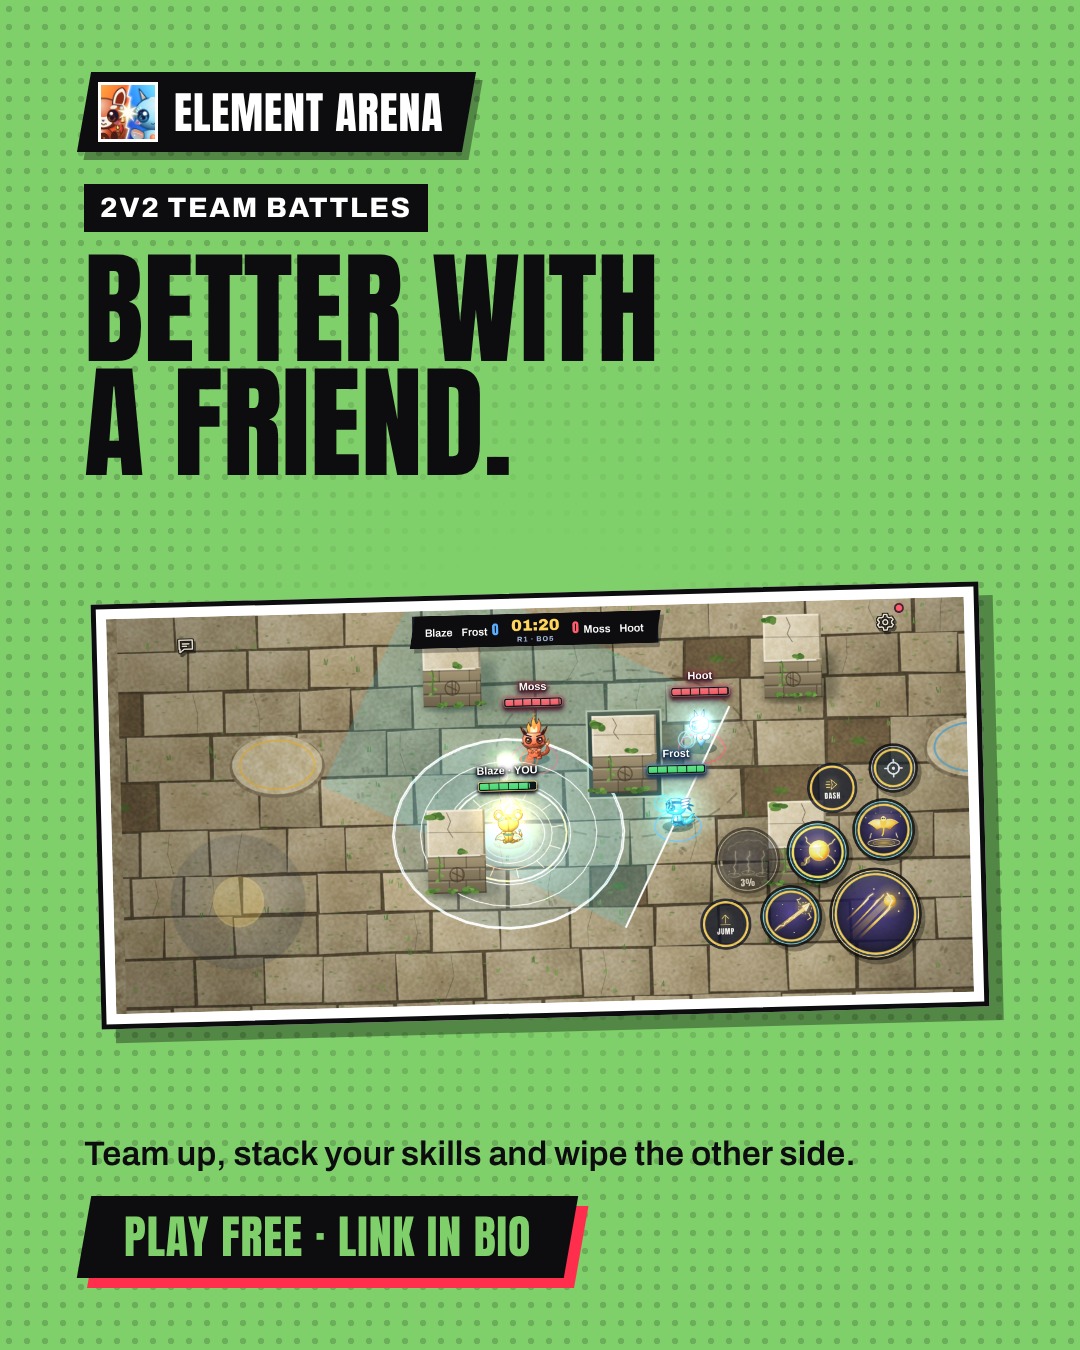 ELEMENT ARENA
2V2 TEAM BATTLES
BETTER WITH
A FRIEND.
Blaze Frost 0 01:20 0 Moss Hoot
R1 · BO5
Hoot
Moss
Frost
Blaze · YOU
DASH
3%
JUMP
Team up, stack your skills and wipe the other side.
PLAY FREE · LINK IN BIO